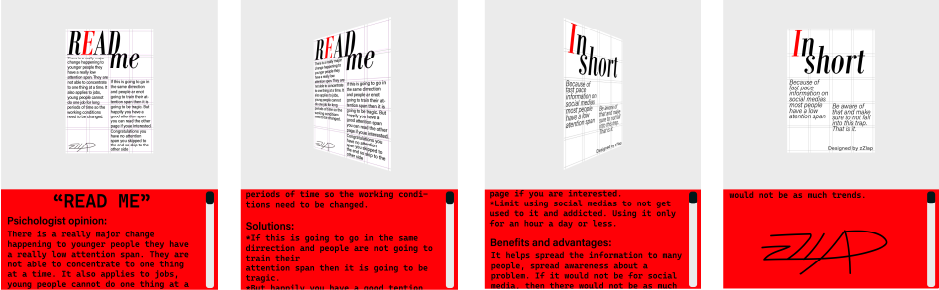 READ
me
change happening to
younger people they
have a really low
attention span. They are
not able to concentrate
to one thing at a time. It
also applies to jobs,
young people cannot
do one job for long
periods of time so the
working conditions
need to be changed.
If this is going to go in
the same direction
and people
going to train their at-
tention span then it is
going to be tragic. But
happily you have a
good attention span
you can read the other
page if youre interested.
Congratulations you
have no attention
span you skipped to
the end so skip to the
other side
"READ ME"
Psichologist opinion:
There is a really major change
happening to younger people they have
a really low attention span. They are
not able to concentrate to one thing
at a time. It also applies to jobs,
young people cannot do one thing at a
READ
me
periods of time so the working condi-
tions need to be changed.
Solutions:
•If this is going to go in the same
dirrection and people are not going to
train their
attention span then it is going to be
tragic.
•But happily you have a good tention
In
short
Because of
fast pace
information on
social medias
most people
have a low
attention span
Be aware of
that and make
sure to not fall
into this trap.
That is it.
page if you are interested.
•Limit using social medias to not get
used to it and addicted. Using it only
for an hour a day or less.
Benefits and advantages:
It helps spread the information to many
people, spread awareness about a
problem. If it would not be for social
media, then there would not be as much
In
short
Because of
fast pace
information on
social medias
most people
have a low
attention span
Be aware of
that and make
sure to not fall
into this trap.
That is it.
Designed by zZlap
would not be as much trends.
ZZLAP